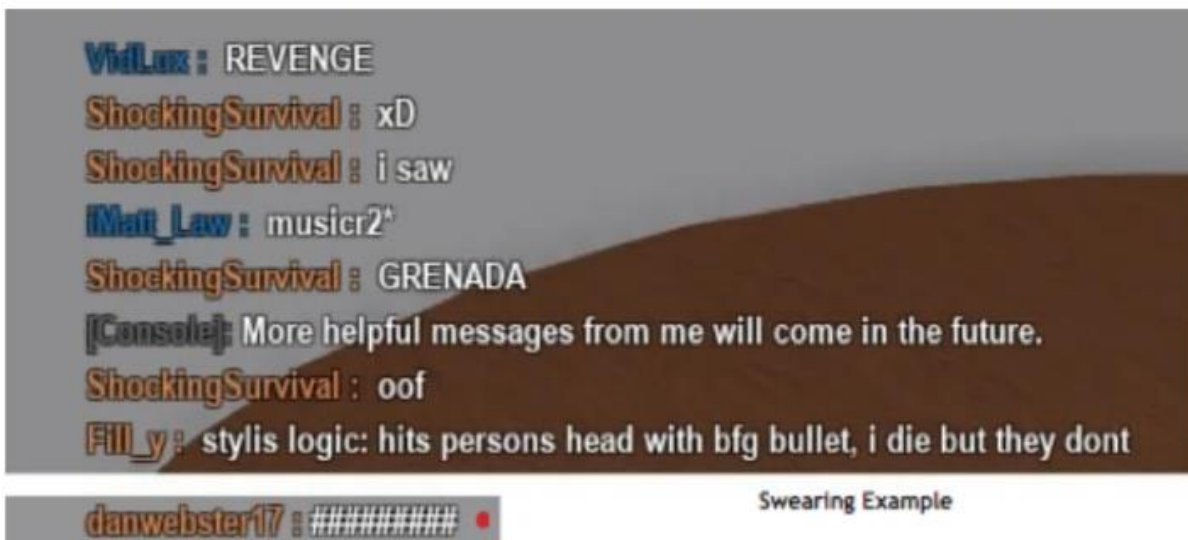 VidLux : REVENGE
ShockingSurvival : xD
ShockingSurvival : i saw
iMatt_Law : musicr2*
ShockingSurvival : GRENADA
[Console]: More helpful messages from me will come in the future.
ShockingSurvival : oof
Fill_y : stylis logic: hits persons head with bfg bullet, i die but they dont
Swearing Example
danwebster17 : #########